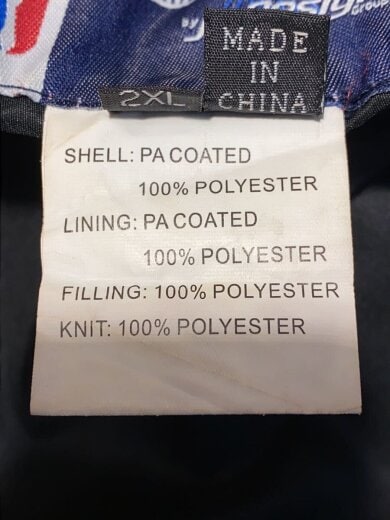 MADE
IN
CHINA
2XL
SHELL: PA COATED
100% POLYESTER
LINING: PA COATED
100% POLYESTER
FILLING: 100% POLYESTER
KNIT: 100% POLYESTER